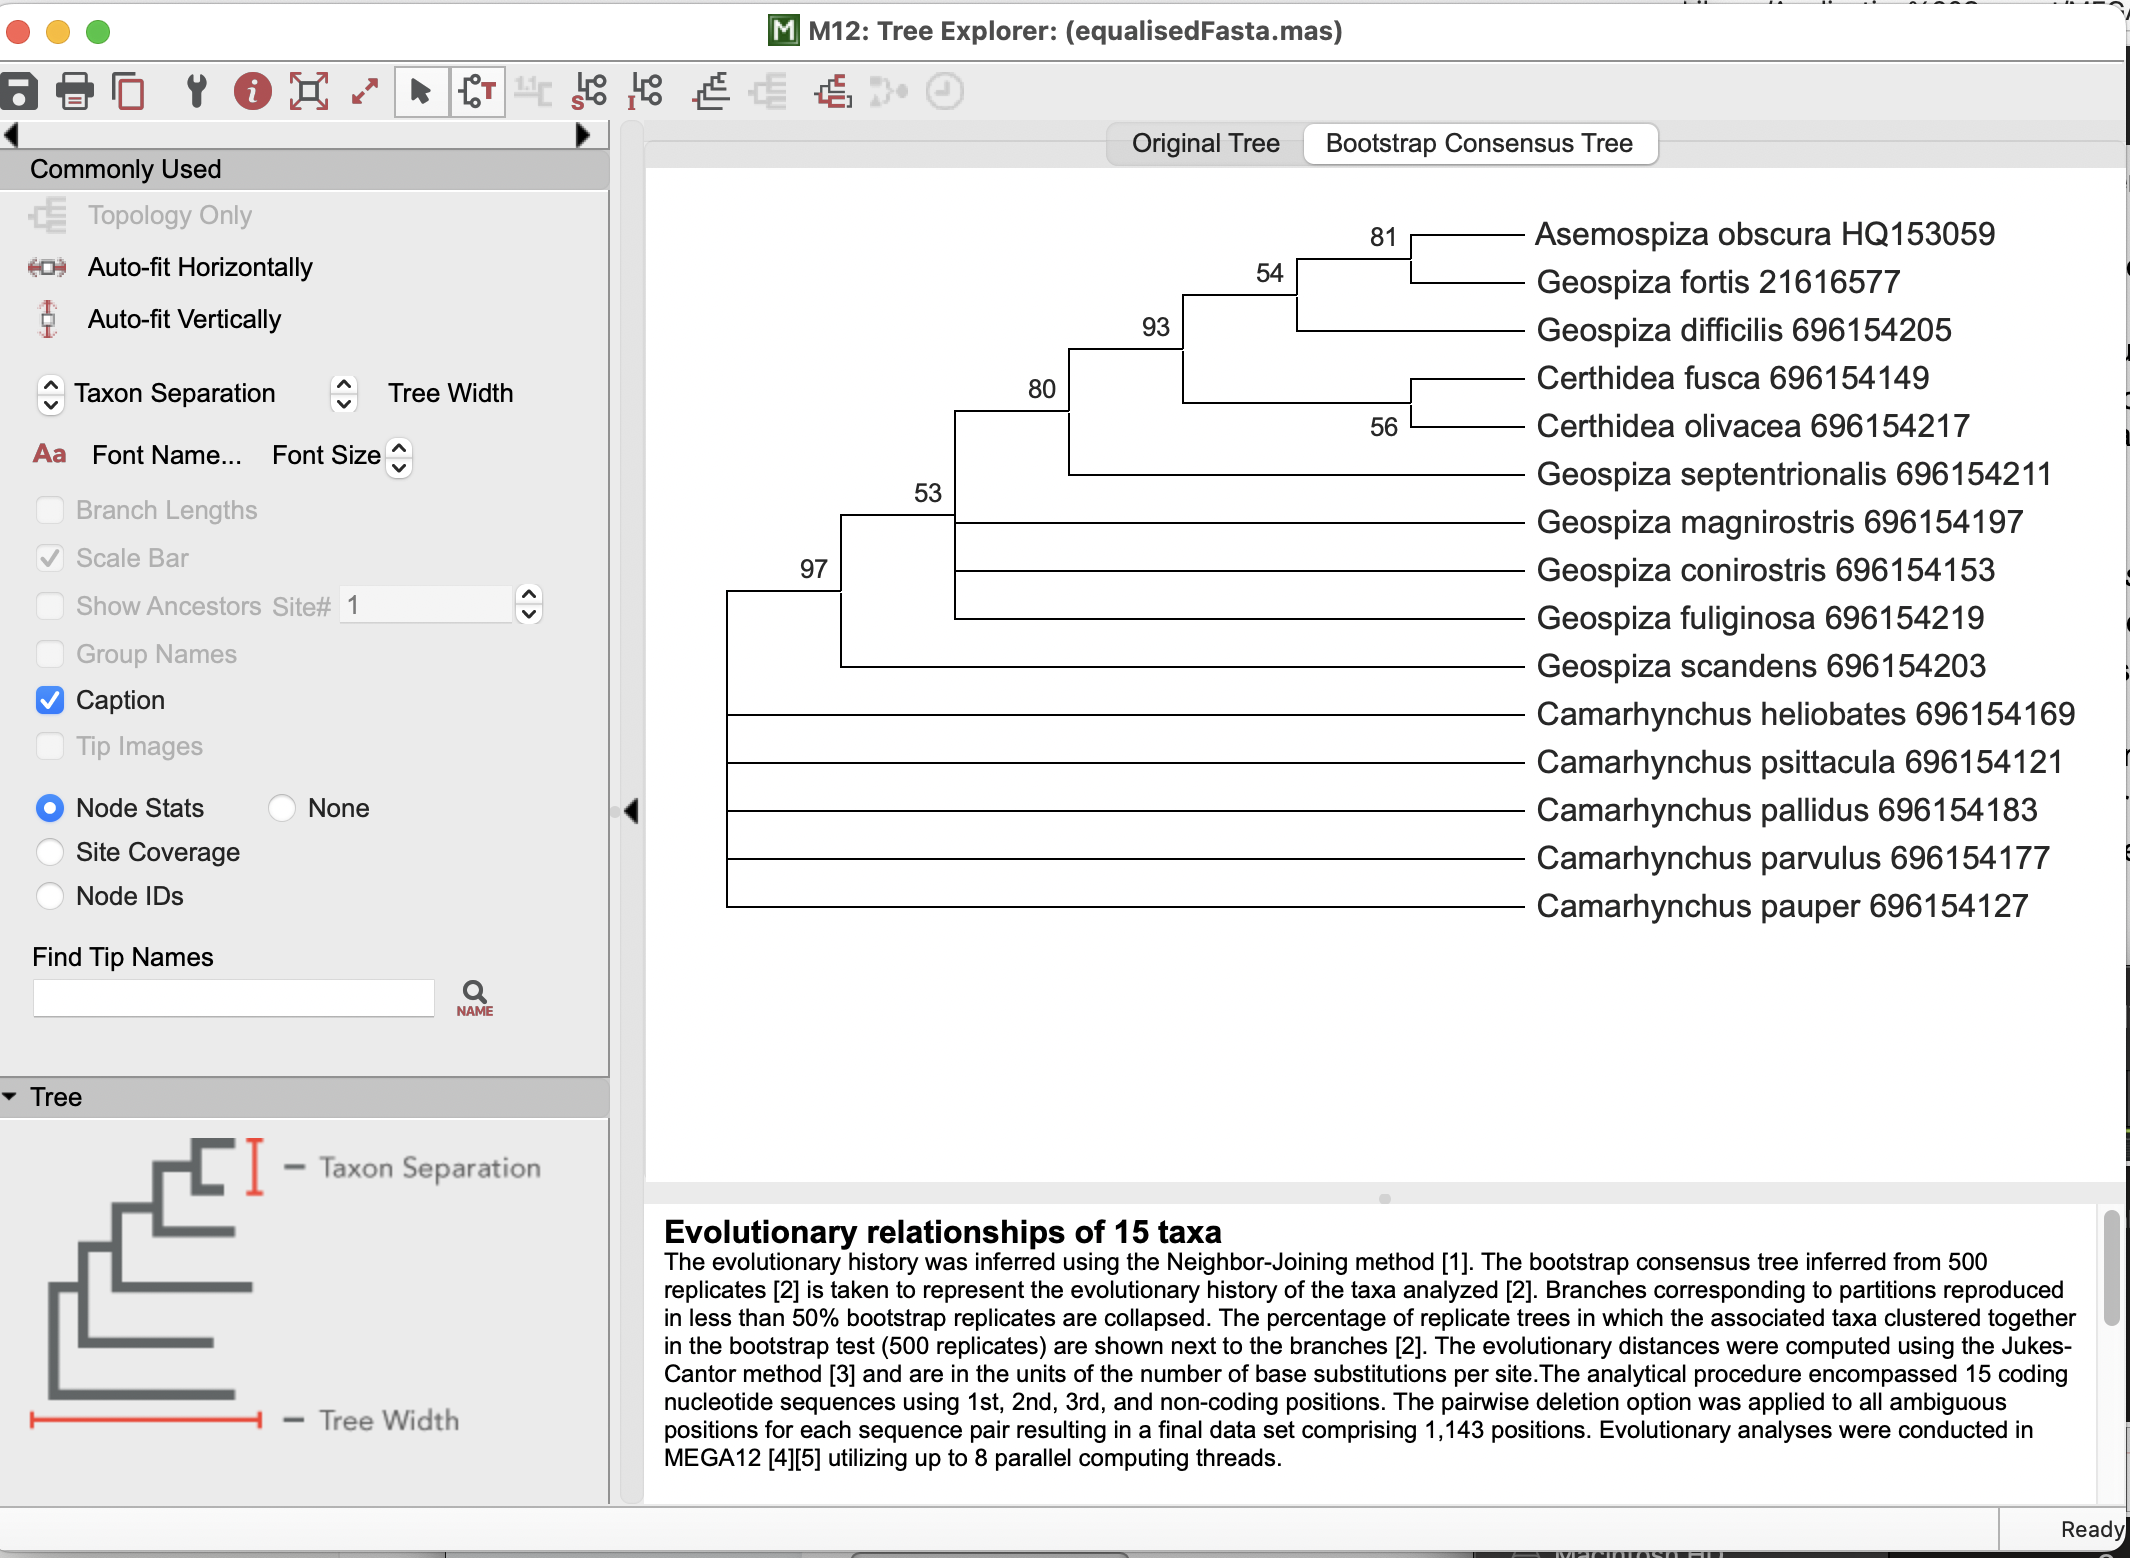 M12: Tree Explorer: (equalisedFasta.mas)
Commonly Used
Topology Only
Auto-fit Horizontally
Auto-fit Vertically
Taxon Separation Tree Width
Aa Font Name... Font Size
Branch Lengths
Scale Bar
Show Ancestors Site# 1
Group Names
Caption
Tip Images
Node Stats None
Site Coverage
Node IDs
Find Tip Names
NAME
Tree
Taxon Separation
Tree Width
Original Tree Bootstrap Consensus Tree
81 Asemospiza obscura HQ153059
54 Geospiza fortis 21616577
93 Geospiza difficilis 696154205
80 Certhidea fusca 696154149
56 Certhidea olivacea 696154217
Geospiza septentrionalis 696154211
53 Geospiza magnirostris 696154197
97 Geospiza conirostris 696154153
Geospiza fuliginosa 696154219
Geospiza scandens 696154203
Camarhynchus heliobates 696154169
Camarhynchus psittacula 696154121
Camarhynchus pallidus 696154183
Camarhynchus parvulus 696154177
Camarhynchus pauper 696154127
Evolutionary relationships of 15 taxa
The evolutionary history was inferred using the Neighbor-Joining method [1]. The bootstrap consensus tree inferred from 500
replicates [2] is taken to represent the evolutionary history of the taxa analyzed [2]. Branches corresponding to partitions reproduced
in less than 50% bootstrap replicates are collapsed. The percentage of replicate trees in which the associated taxa clustered together
in the bootstrap test (500 replicates) are shown next to the branches [2]. The evolutionary distances were computed using the Jukes-
Cantor method [3] and are in the units of the number of base substitutions per site.The analytical procedure encompassed 15 coding
nucleotide sequences using 1st, 2nd, 3rd, and non-coding positions. The pairwise deletion option was applied to all ambiguous
positions for each sequence pair resulting in a final data set comprising 1,143 positions. Evolutionary analyses were conducted in
MEGA12 [4][5] utilizing up to 8 parallel computing threads.
Ready